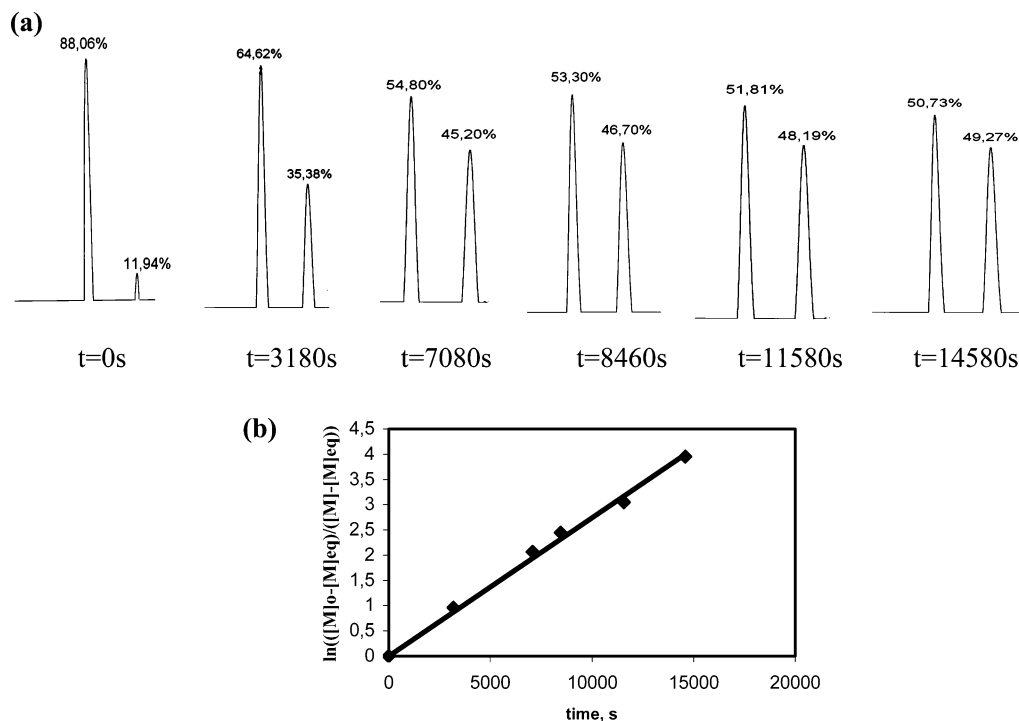 (a)
88,06%
11,94%
64,62%
35,38%
54,80%
45,20%
53,30%
46,70%
51,81%
48,19%
50,73%
49,27%
t=0s
t=3180s
t=7080s
t=8460s
t=11580s
t=14580s
(b)
ln(([M]o-[M]eq)/([M]-[M]eq))
4,5
4
3,5
3
2,5
2
1,5
1
0,5
0
0
5000
10000
15000
20000
time, s